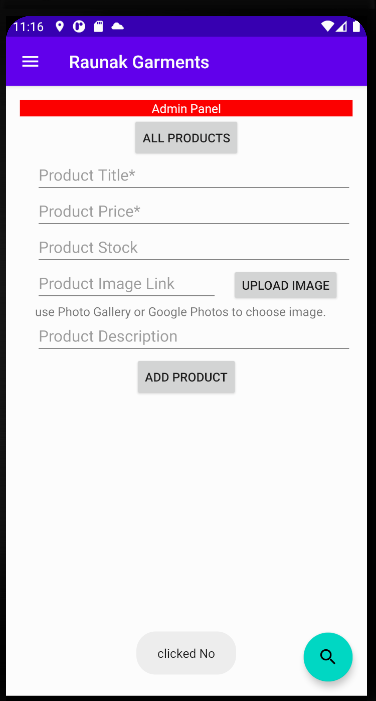 11:16
Raunak Garments
Admin Panel
ALL PRODUCTS
Product Title*
Product Price*
Product Stock
Product Image Link
UPLOAD IMAGE
use Photo Gallery or Google Photos to choose image.
Product Description
ADD PRODUCT
clicked No